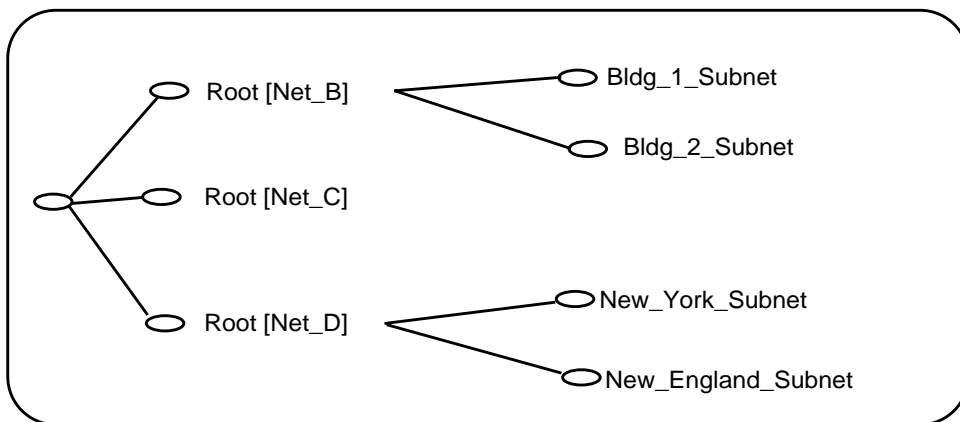 Root [Net_B]
Bldg_1_Subnet
Bldg_2_Subnet
Root [Net_C]
Root [Net_D]
New_York_Subnet
New_England_Subnet